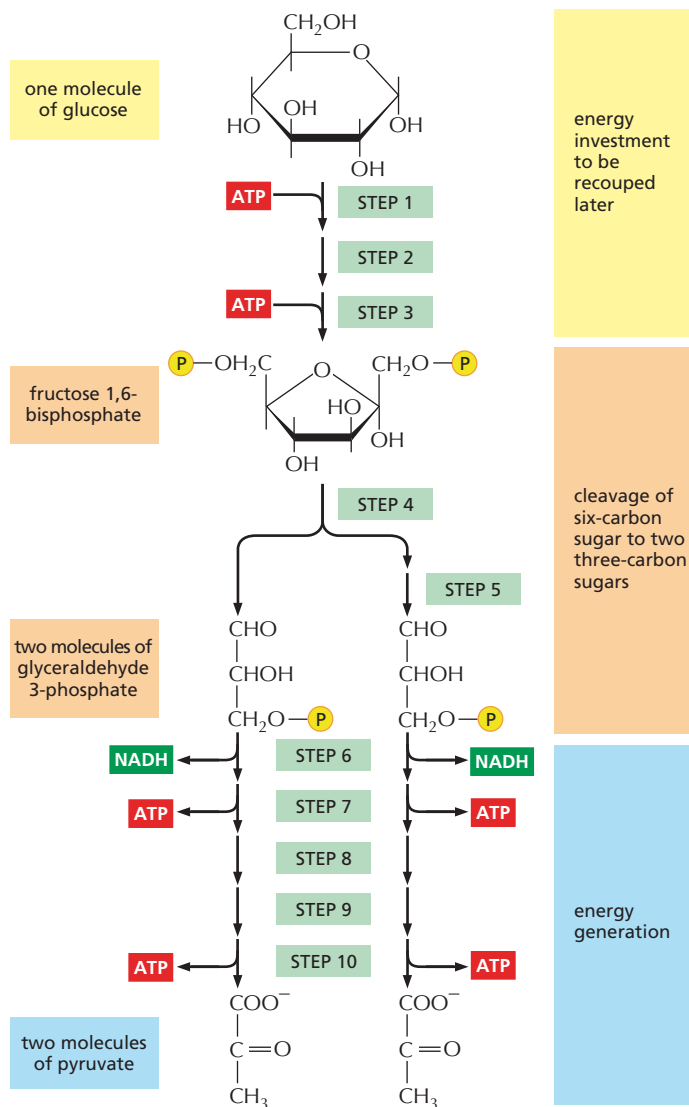 CH2OH
O
one molecule
of glucose
OH
HO
OH
OH
energy
investment
to be
recouped
later
ATP
STEP 1
STEP 2
ATP
STEP 3
P
OH2C
O
CH2O
P
fructose 1,6-
bisphosphate
HO
OH
OH
STEP 4
cleavage of
six-carbon
sugar to two
three-carbon
sugars
STEP 5
two molecules of
glyceraldehyde
3-phosphate
CHO
CHOH
CH2O
P
CHO
CHOH
CH2O
P
NADH
STEP 6
NADH
ATP
STEP 7
ATP
STEP 8
STEP 9
energy
generation
ATP
STEP 10
ATP
two molecules
of pyruvate
COO−
C=O
CH3
COO−
C=O
CH3